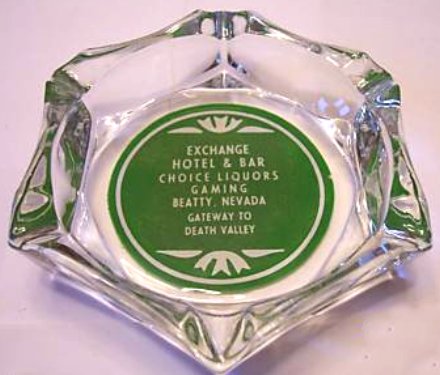 EXCHANGE
HOTEL & BAR
CHOICE LIQUORS
GAMING
BEATTY, NEVADA
GATEWAY TO
DEATH VALLEY